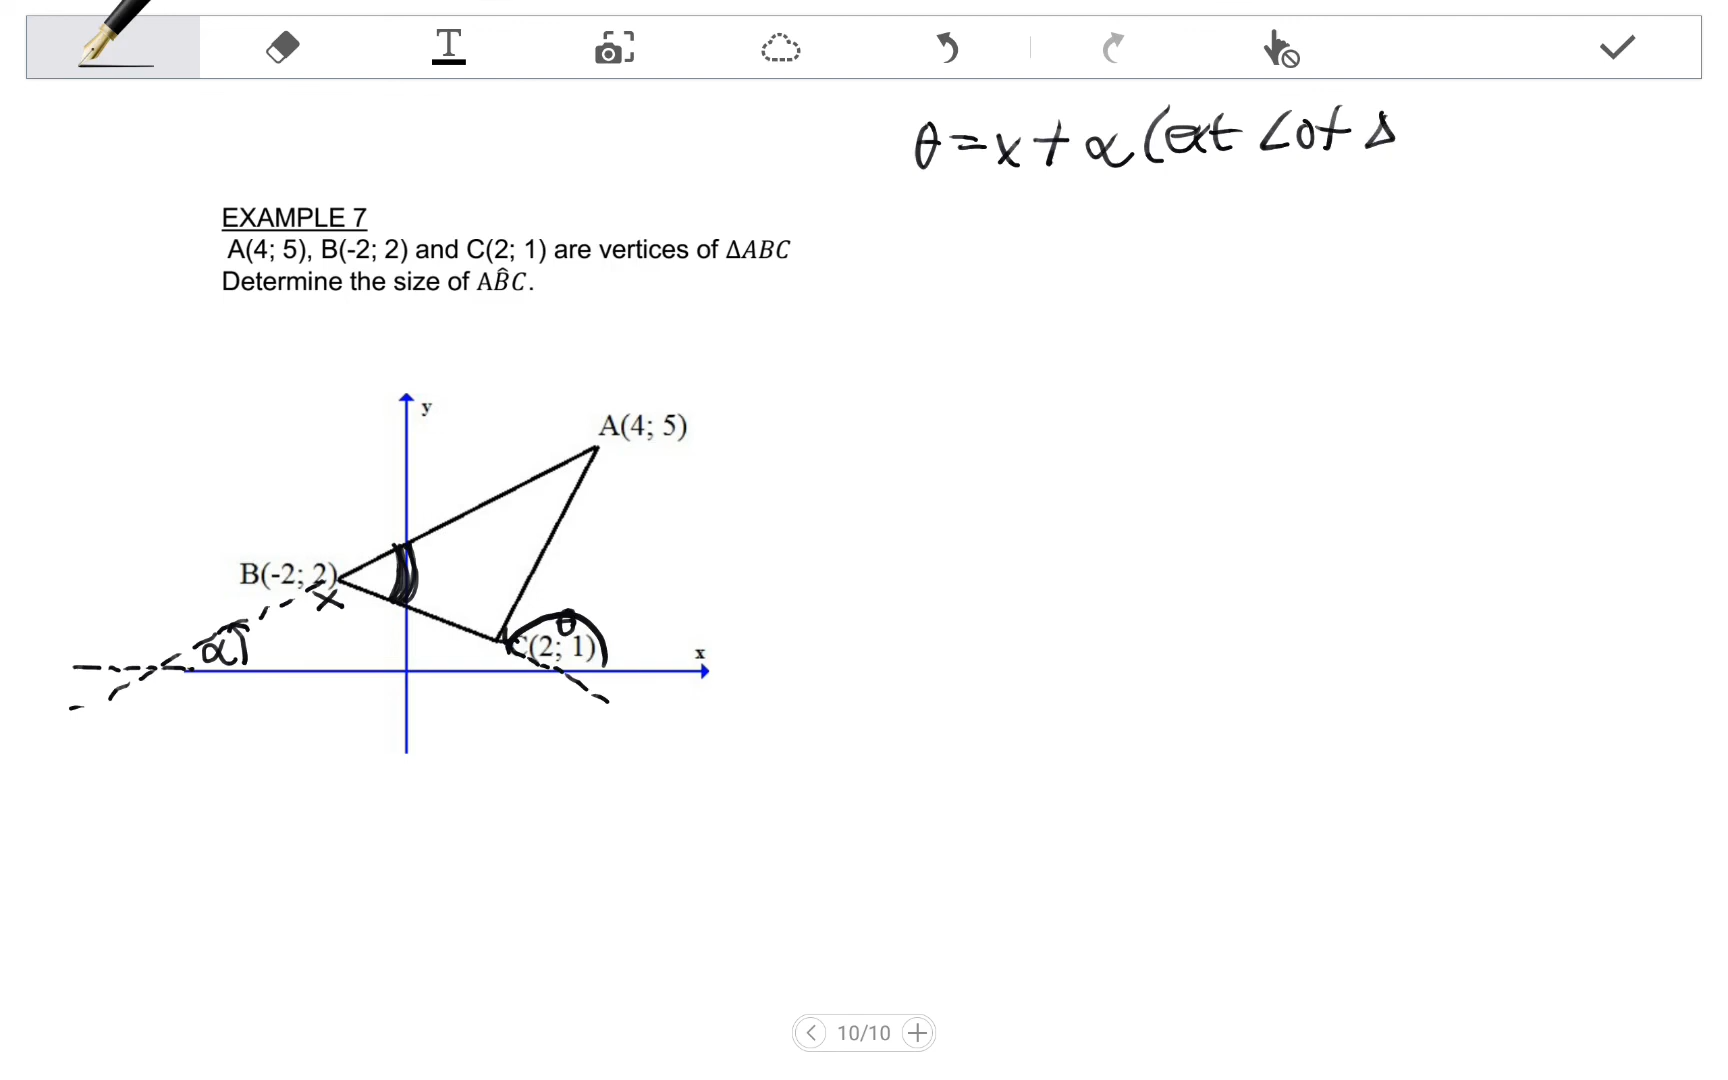 T
θ = x + α (ext ∠ of Δ
EXAMPLE 7
A(4; 5), B(-2; 2) and C(2; 1) are vertices of ΔABC
Determine the size of AB̂C.
y
A(4; 5)
B(-2; 2)
x
α
θ
C(2; 1)
x
10/10